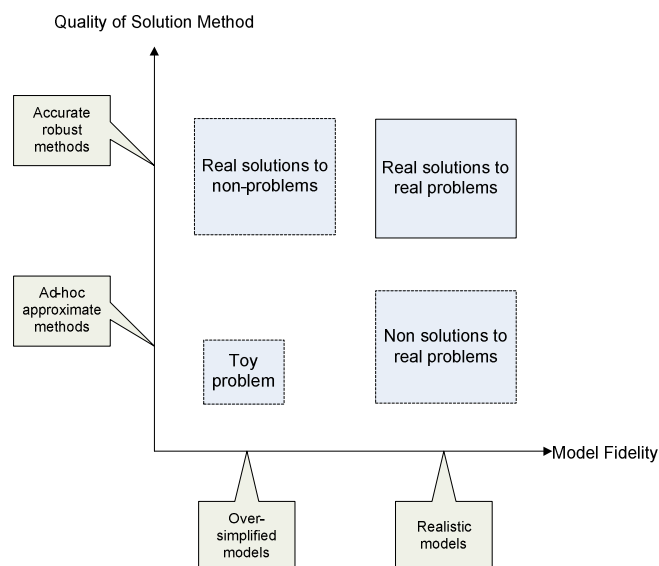 Quality of Solution Method
Accurate
robust
methods
Real solutions to
non-problems
Real solutions to
real problems
Ad-hoc
approximate
methods
Toy
problem
Non solutions to
real problems
Model Fidelity
Over-
simplified
models
Realistic
models